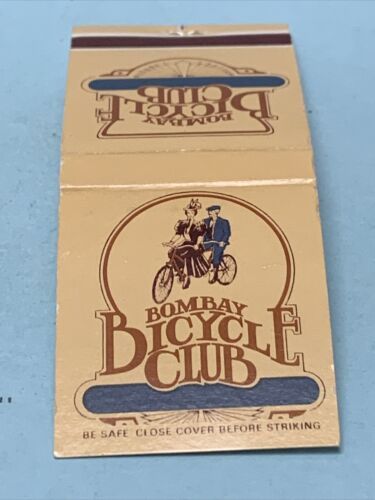 BOMBAY
BICYCLE
CLUB
BOMBAY
BICYCLE
CLUB
BE SAFE CLOSE COVER BEFORE STRIKING